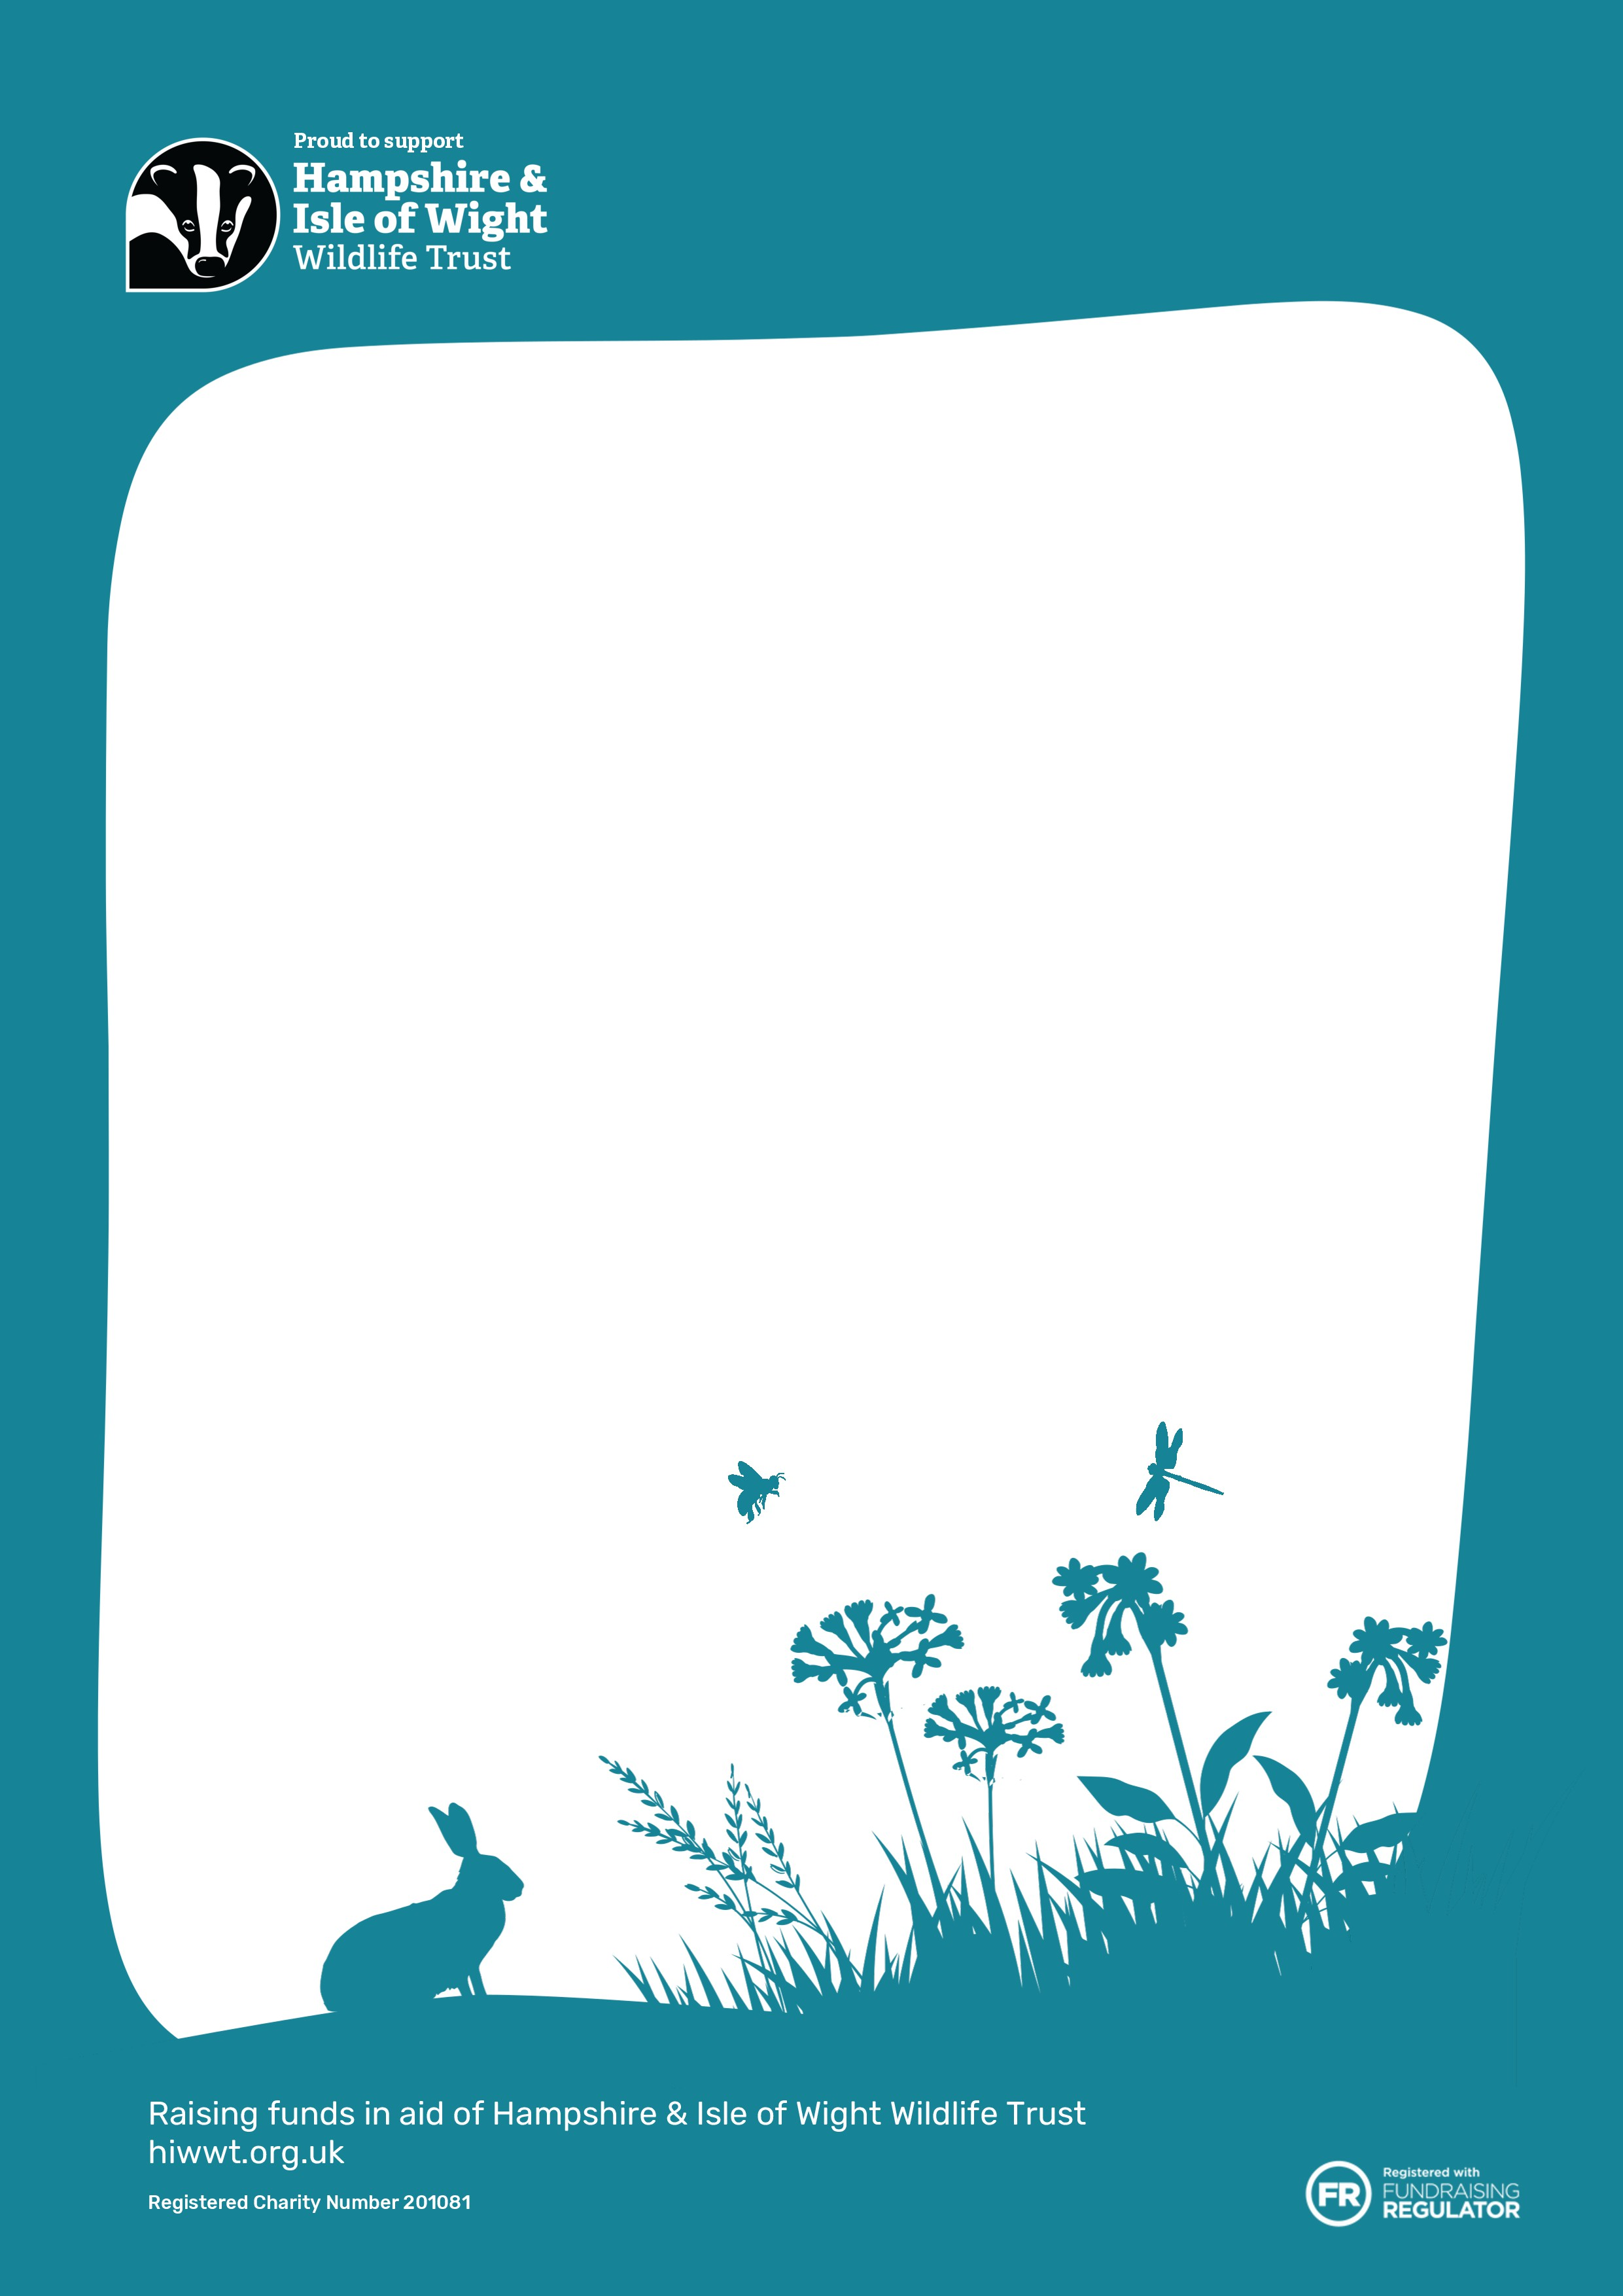 Proud to support
Hampshire &
Isle of Wight
Wildlife Trust
Raising funds in aid of Hampshire & Isle of Wight Wildlife Trust
hiwwt.org.uk
Registered Charity Number 201081
FR
Registered with
FUNDRAISING
REGULATOR